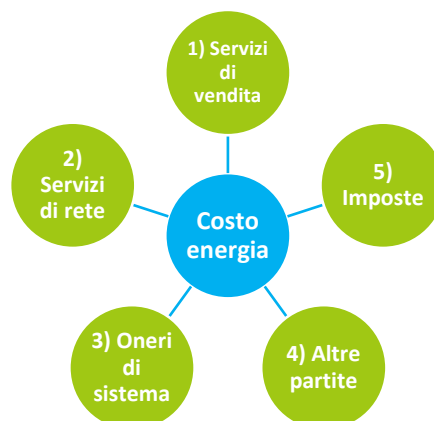 1) Servizi
di
vendita
2)
Servizi
di rete
5)
Imposte
Costo
energia
3) Oneri
di
sistema
4) Altre
partite